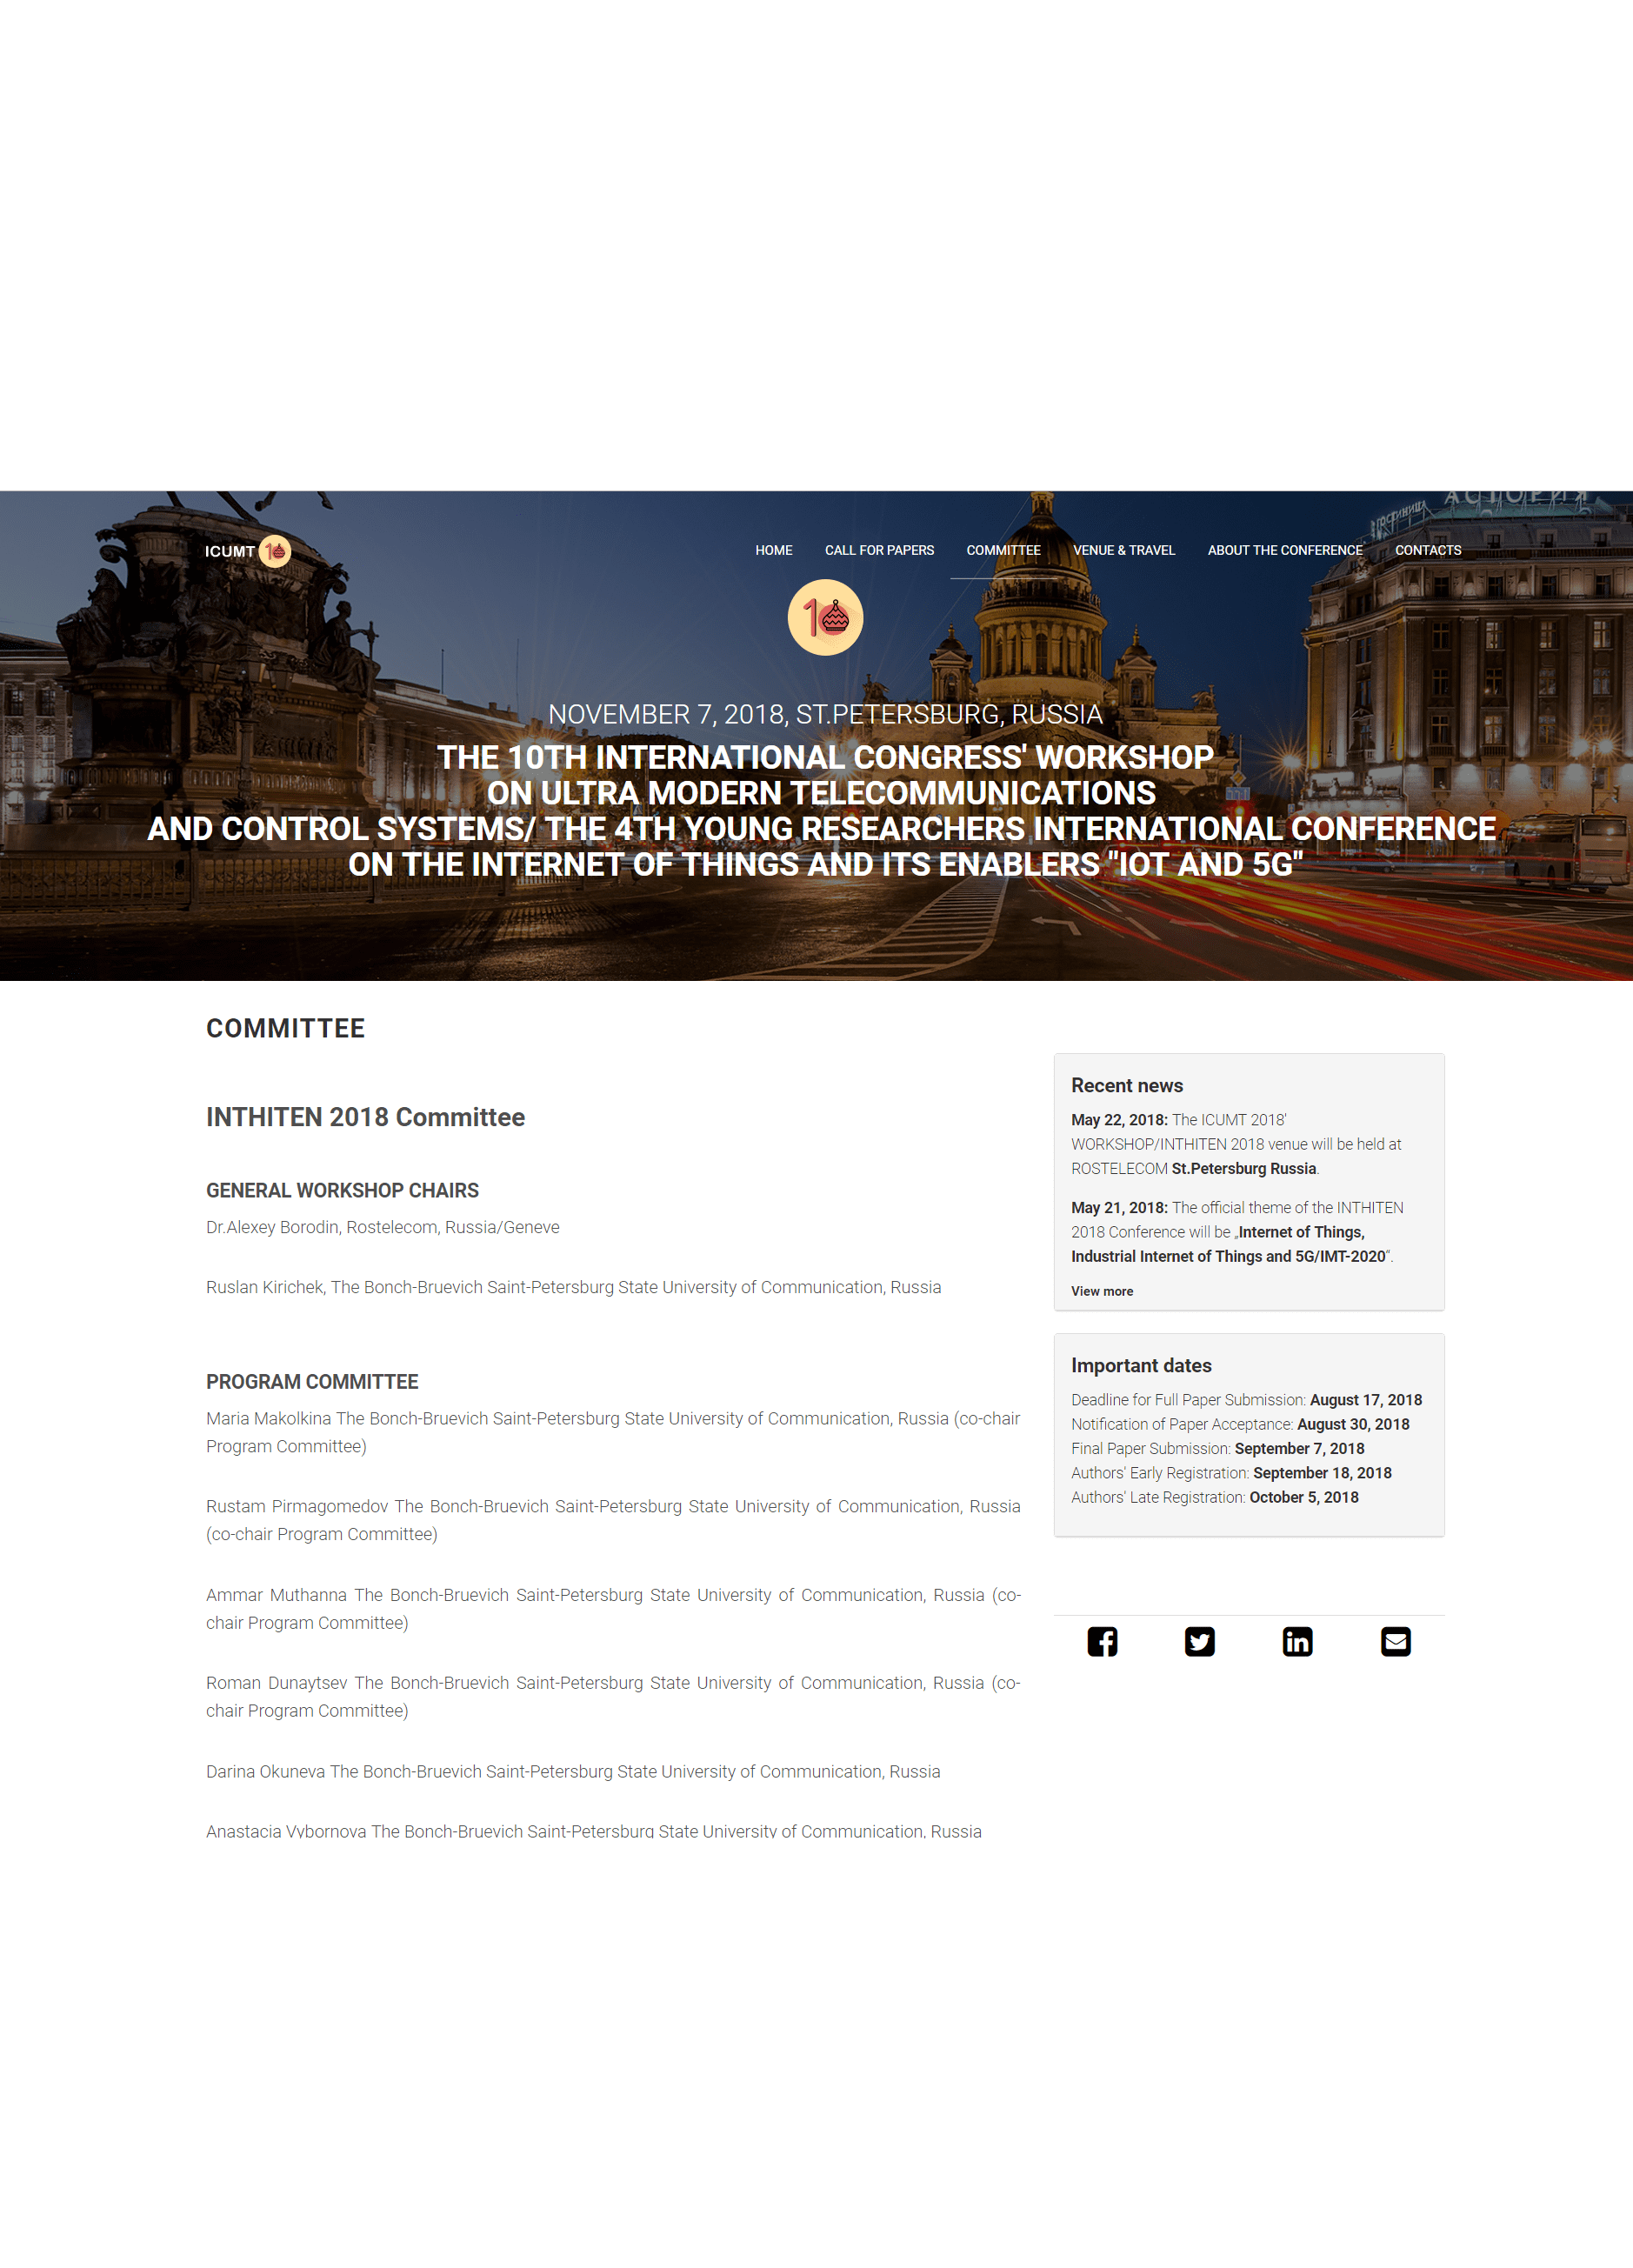 АСТОРИЯ
ГОСТИНИЦА
ICUMT 10
HOME CALL FOR PAPERS COMMITTEE VENUE & TRAVEL ABOUT THE CONFERENCE CONTACTS
10
NOVEMBER 7, 2018, ST.PETERSBURG, RUSSIA
THE 10TH INTERNATIONAL CONGRESS' WORKSHOP
ON ULTRA MODERN TELECOMMUNICATIONS
AND CONTROL SYSTEMS/ THE 4TH YOUNG RESEARCHERS INTERNATIONAL CONFERENCE
ON THE INTERNET OF THINGS AND ITS ENABLERS "IOT AND 5G"
COMMITTEE
INTHITEN 2018 Committee
GENERAL WORKSHOP CHAIRS
Dr.Alexey Borodin, Rostelecom, Russia/Geneve
Ruslan Kirichek, The Bonch-Bruevich Saint-Petersburg State University of Communication, Russia
PROGRAM COMMITTEE
Maria Makolkina The Bonch-Bruevich Saint-Petersburg State University of Communication, Russia (co-chair
Program Committee)
Rustam Pirmagomedov The Bonch-Bruevich Saint-Petersburg State University of Communication, Russia
(co-chair Program Committee)
Ammar Muthanna The Bonch-Bruevich Saint-Petersburg State University of Communication, Russia (co-
chair Program Committee)
Roman Dunaytsev The Bonch-Bruevich Saint-Petersburg State University of Communication, Russia (co-
chair Program Committee)
Darina Okuneva The Bonch-Bruevich Saint-Petersburg State University of Communication, Russia
Anastacia Vybornova The Bonch-Bruevich Saint-Petersburg State University of Communication, Russia
Recent news
May 22, 2018: The ICUMT 2018'
WORKSHOP/INTHITEN 2018 venue will be held at
ROSTELECOM St.Petersburg Russia.
May 21, 2018: The official theme of the INTHITEN
2018 Conference will be „Internet of Things,
Industrial Internet of Things and 5G/IMT-2020“.
View more
Important dates
Deadline for Full Paper Submission: August 17, 2018
Notification of Paper Acceptance: August 30, 2018
Final Paper Submission: September 7, 2018
Authors' Early Registration: September 18, 2018
Authors' Late Registration: October 5, 2018